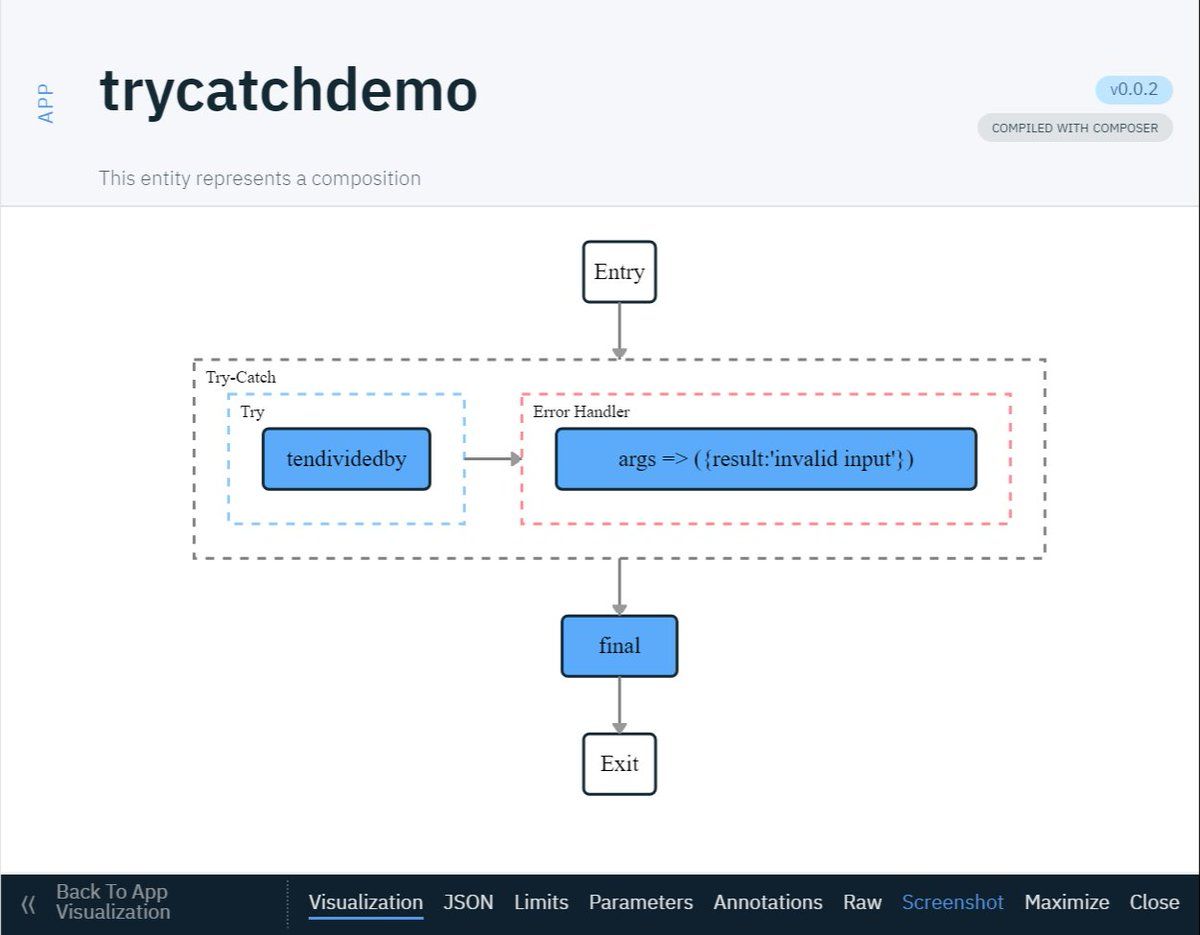 APP
trycatchdemo
v0.0.2
COMPILED WITH COMPOSER
This entity represents a composition
Entry
Try-Catch
Try
Error Handler
tendividedby
args => ({result:'invalid input'})
final
Exit
Back To App
Visualization
Visualization JSON Limits Parameters Annotations Raw Screenshot Maximize Close